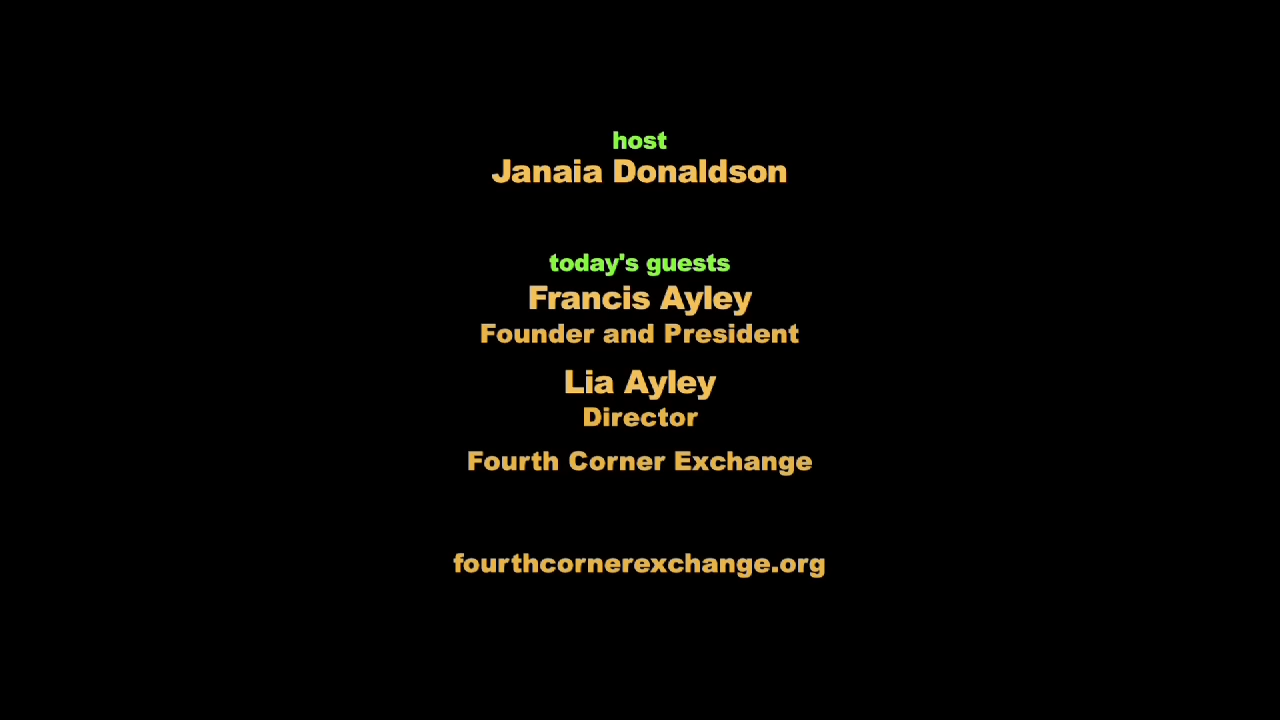 host
Janaia Donaldson
today's guests
Francis Ayley
Founder and President
Lia Ayley
Director
Fourth Corner Exchange
fourthcornerexchange.org